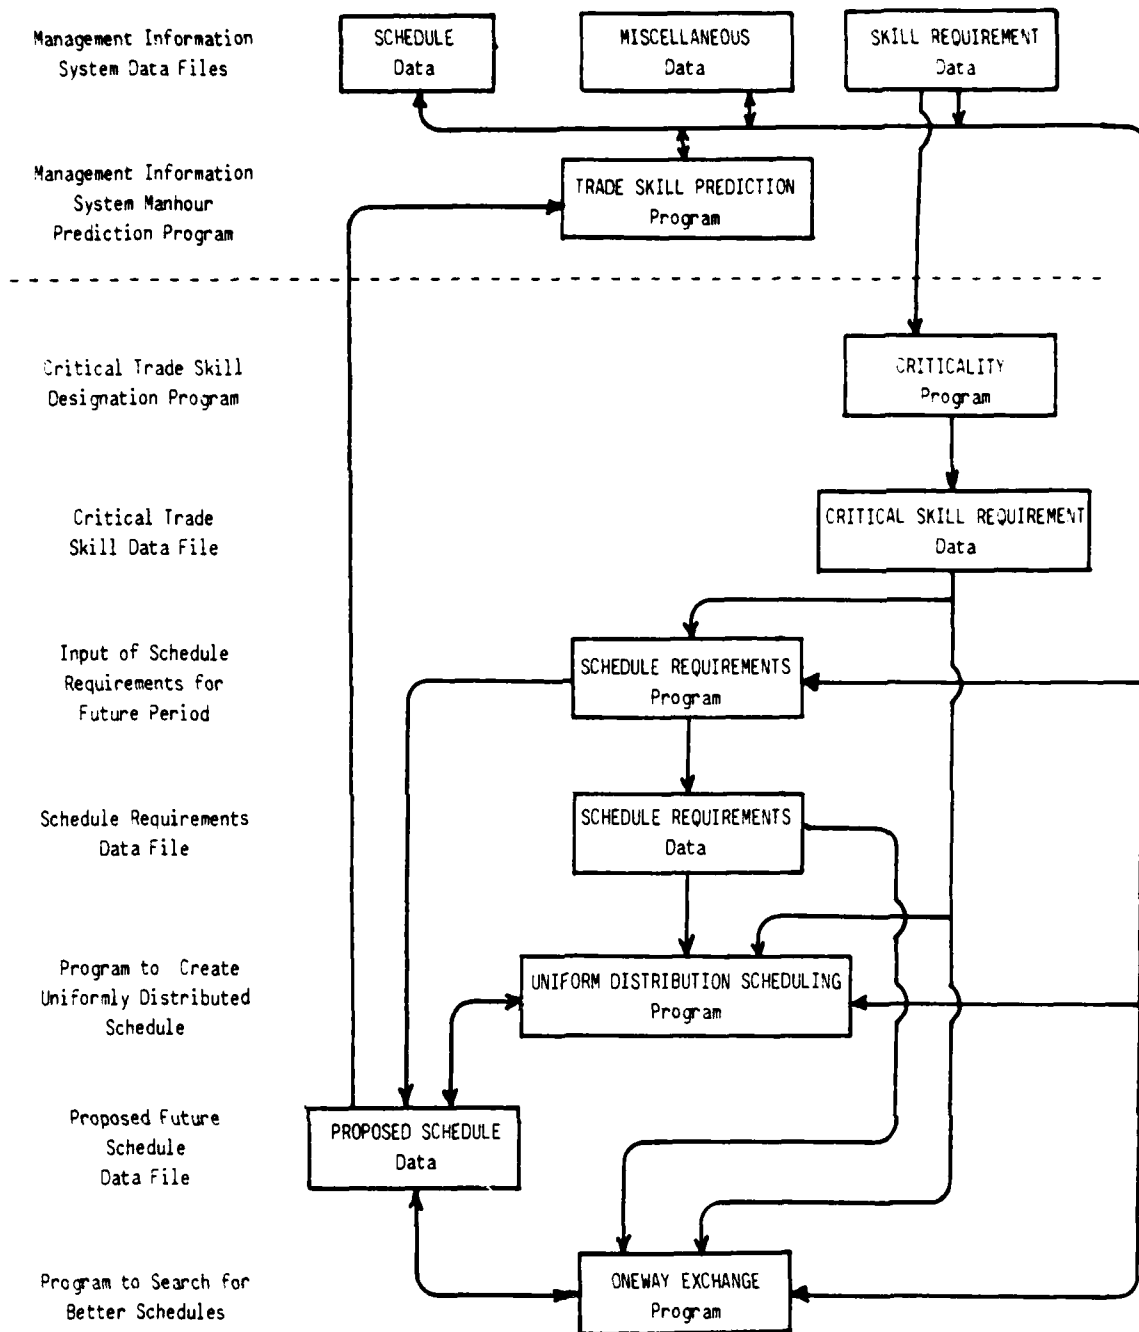 Management Information
System Data Files
SCHEDULE
Data
MISCELLANEOUS
Data
SKILL REQUIREMENT
Data
Management Information
System Manhour
Prediction Program
TRADE SKILL PREDICTION
Program
Critical Trade Skill
Designation Program
CRITICALITY
Program
Critical Trade
Skill Data File
CRITICAL SKILL REQUIREMENT
Data
Input of Schedule
Requirements for
Future Period
SCHEDULE REQUIREMENTS
Program
Schedule Requirements
Data File
SCHEDULE REQUIREMENTS
Data
Program to Create
Uniformly Distributed
Schedule
UNIFORM DISTRIBUTION SCHEDULING
Program
Proposed Future
Schedule
Data File
PROPOSED SCHEDULE
Data
Program to Search for
Better Schedules
ONEWAY EXCHANGE
Program